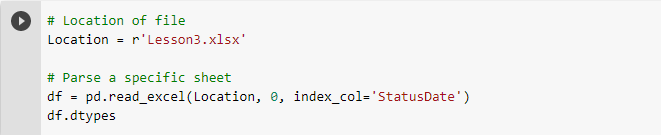 # Location of file
Location = r'Lesson3.xlsx'
# Parse a specific sheet
df = pd.read_excel(Location, 0, index_col='StatusDate')
df.dtypes